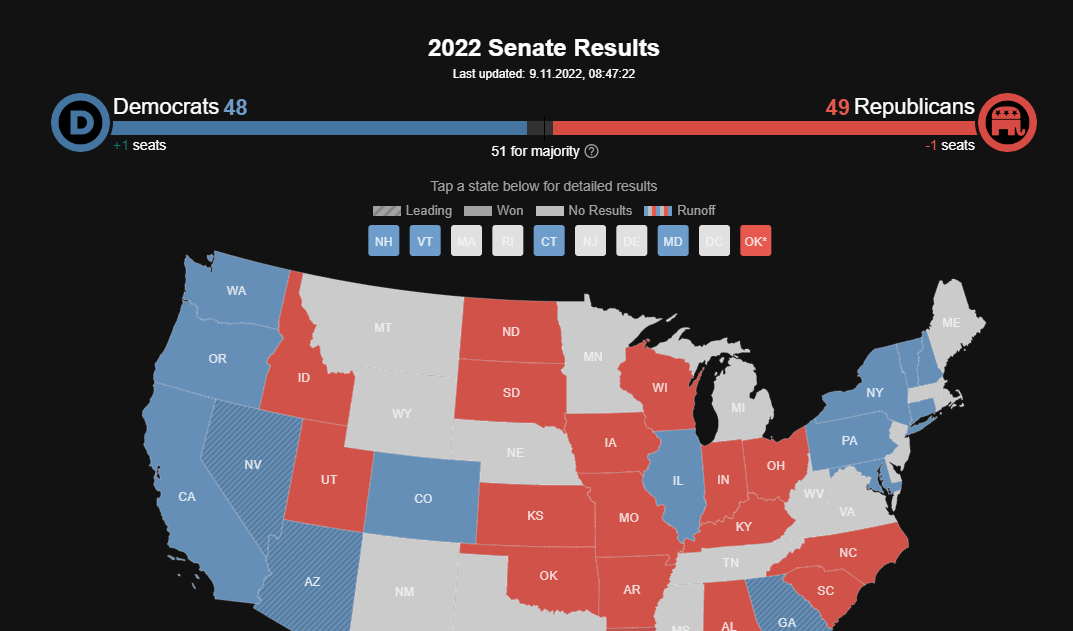 2022 Senate Results
Last updated: 9.11.2022, 08:47:22
D Democrats 48
49 Republicans
+1 seats
-1 seats
51 for majority ?
Tap a state below for detailed results
Leading Won No Results Runoff
NH VT MA RI CT NJ DE MD DC OK*
WA
MT
ND
ME
OR
MN
ID
SD
WI
NY
WY
MI
IA
PA
NE
NV
UT
CO
IL
IN
OH
CA
WV
VA
KS
MO
KY
NC
TN
AZ
NM
OK
AR
SC
MS
AL
GA